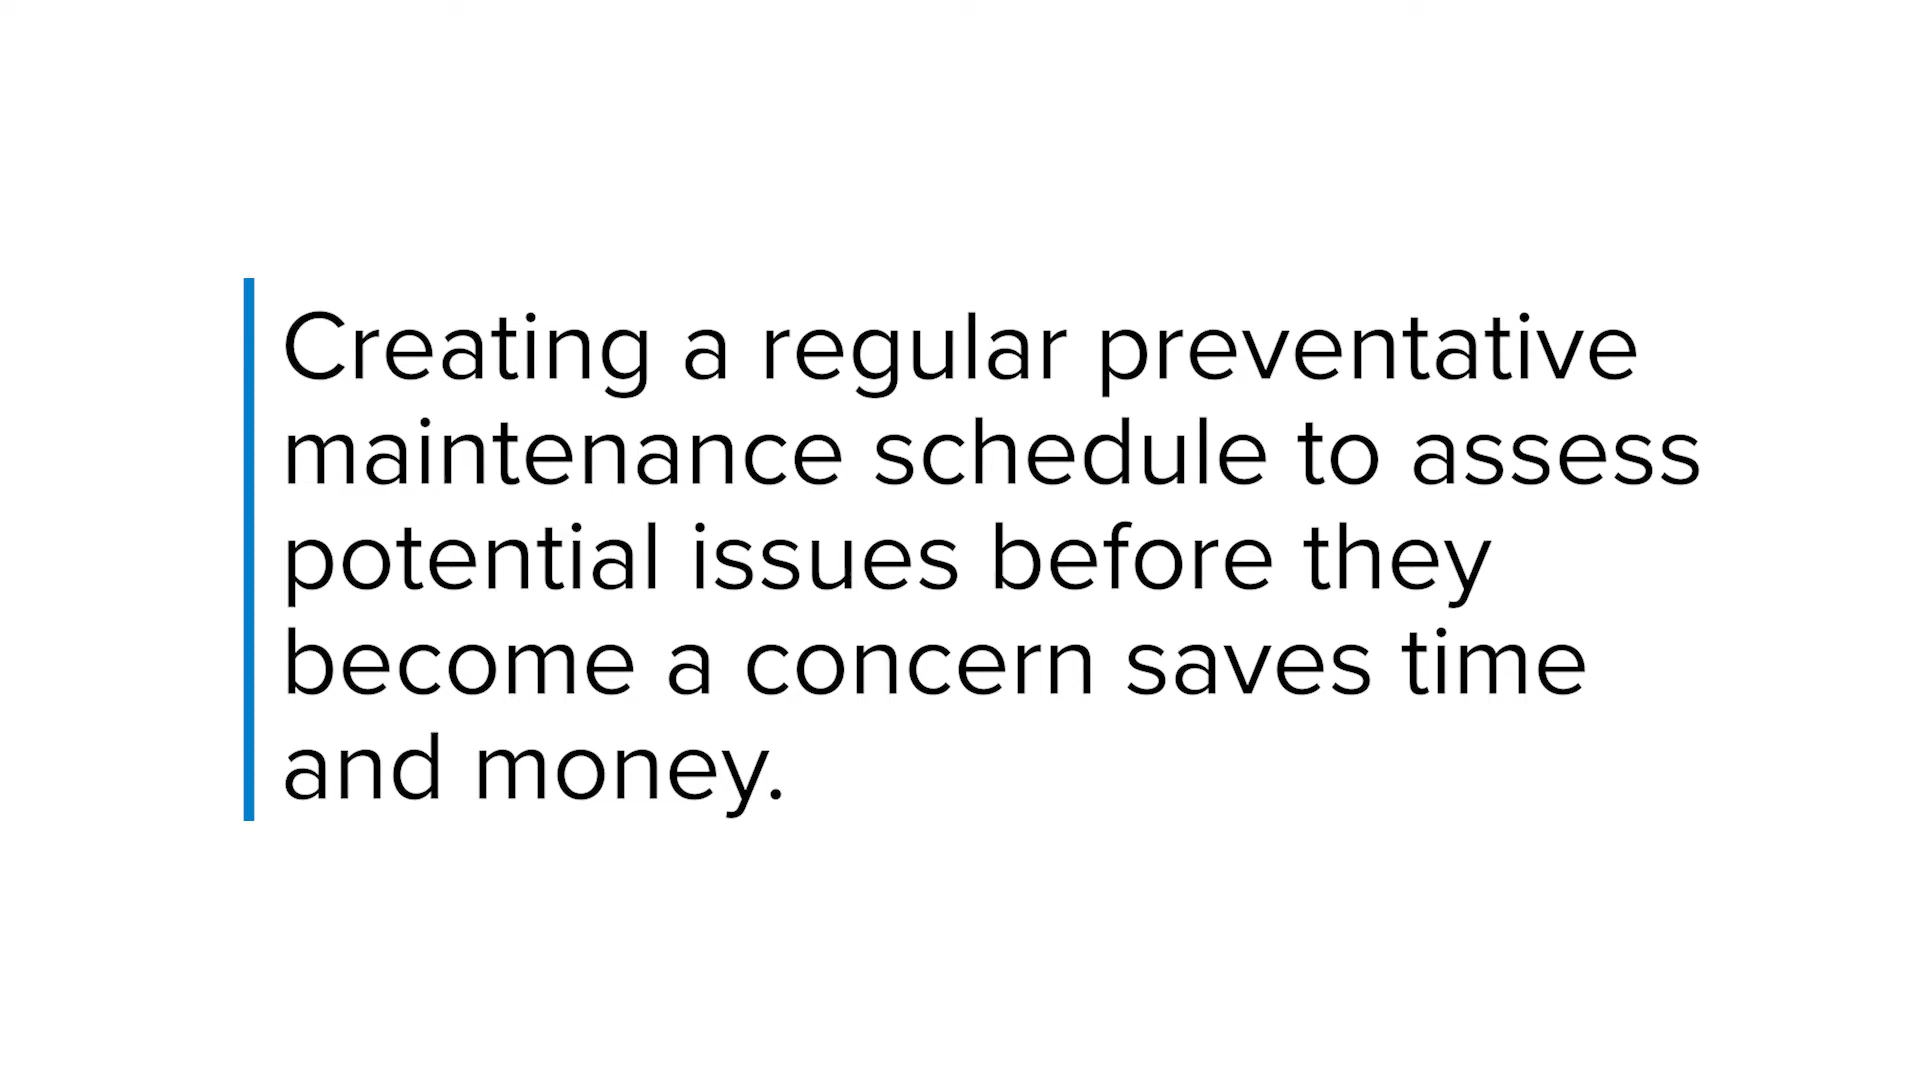 Creating a regular preventative
maintenance schedule to assess
potential issues before they
become a concern saves time
and money.